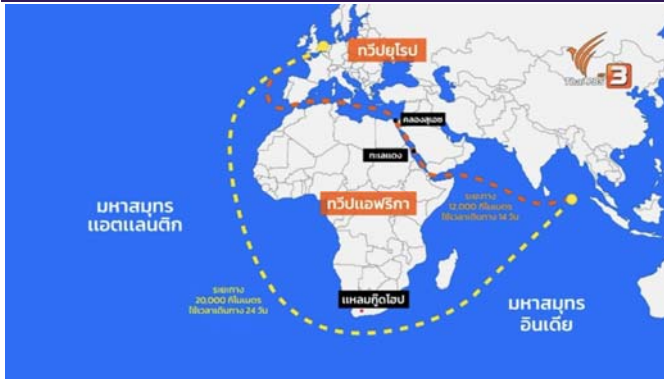 ทวีปยุโรป
Thai PBS
3
คลองสุเอซ
ทะเลแดง
ทวีปแอฟริกา
ระยะทาง
12,000 กิโลเมตร
ใช้เวลาเดินทาง 14 วัน
มหาสมุทร
แอตแลนติก
ระยะทาง
20,000 กิโลเมตร
ใช้เวลาเดินทาง 24 วัน
แหลมกู๊ดโฮป
มหาสมุทร
อินเดีย